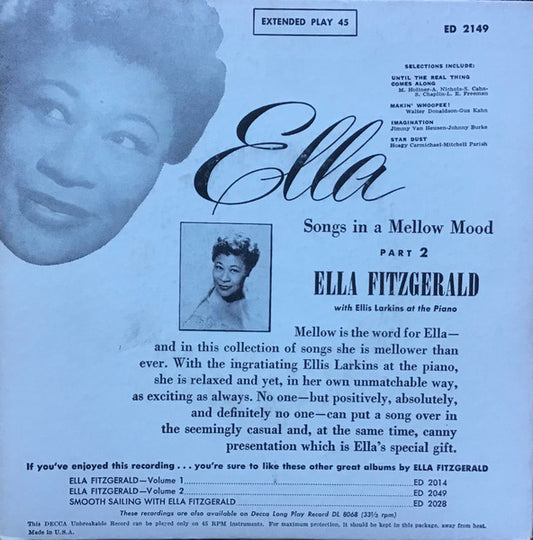 EXTENDED PLAY 45
ED 2149
SELECTIONS INCLUDE:
UNTIL THE REAL THING
COMES ALONG
M. Holiner-A. Nichols-S. Cahn-
S. Chaplin-L. E. Freeman
MAKIN' WHOOPEE!
Walter Donaldson-Gus Kahn
IMAGINATION
Jimmy Van Heusen-Johnny Burke
STAR DUST
Hoagy Carmichael-Mitchell Parish
Ella
Songs in a Mellow Mood
PART 2
ELLA FITZGERALD
with Ellis Larkins at the Piano
Mellow is the word for Ella—
and in this collection of songs she is mellower than
ever. With the ingratiating Ellis Larkins at the piano,
she is relaxed and yet, in her own unmatchable way,
as exciting as always. No one—but positively, absolutely,
and definitely no one—can put a song over in
the seemingly casual and, at the same time, canny
presentation which is Ella's special gift.
If you've enjoyed this recording . . . you're sure to like these other great albums by ELLA FITZGERALD
ELLA FITZGERALD—Volume 1 ED 2014
ELLA FITZGERALD—Volume 2 ED 2049
SMOOTH SAILING WITH ELLA FITZGERALD ED 2028
These recordings are also available on Decca Long Play Record DL 8068 (33⅓ rpm)
This DECCA Unbreakable Record can be played only on 45 RPM instruments. For maximum protection, it should be kept in this package, away from heat.
Made in U.S.A.